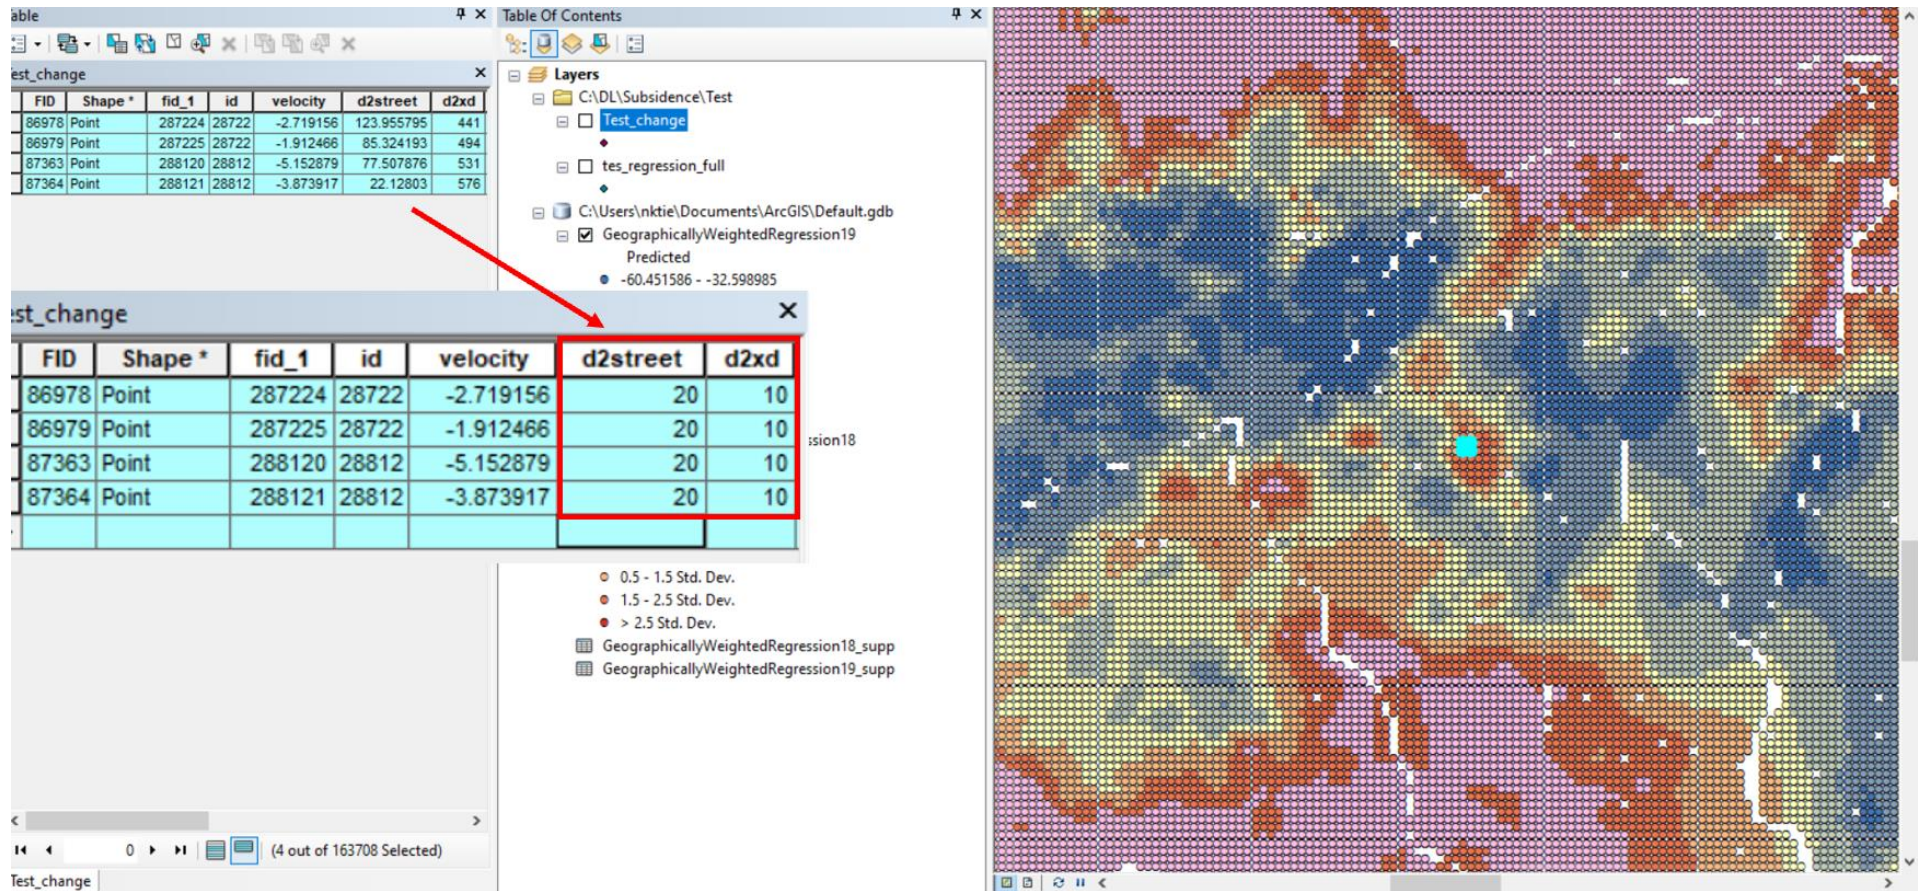 able
Table Of Contents
est_change
FID Shape * fid_1 id velocity d2street d2xd
86978 Point 287224 28722 -2.719156 123.955795 441
86979 Point 287225 28722 -1.912466 85.324193 494
87363 Point 288120 28812 -5.152879 77.507876 531
87364 Point 288121 28812 -3.873917 22.12803 576
Layers
C:\DL\Subsidence\Test
Test_change
tes_regression_full
C:\Users\nktie\Documents\ArcGIS\Default.gdb
GeographicallyWeightedRegression19
Predicted
-60.451586 - -32.598985
est_change
FID Shape * fid_1 id velocity d2street d2xd
86978 Point 287224 28722 -2.719156 20 10
86979 Point 287225 28722 -1.912466 20 10
87363 Point 288120 28812 -5.152879 20 10
87364 Point 288121 28812 -3.873917 20 10
ssion18
0.5 - 1.5 Std. Dev.
1.5 - 2.5 Std. Dev.
> 2.5 Std. Dev.
GeographicallyWeightedRegression18_supp
GeographicallyWeightedRegression19_supp
0 (4 out of 163708 Selected)
Test_change